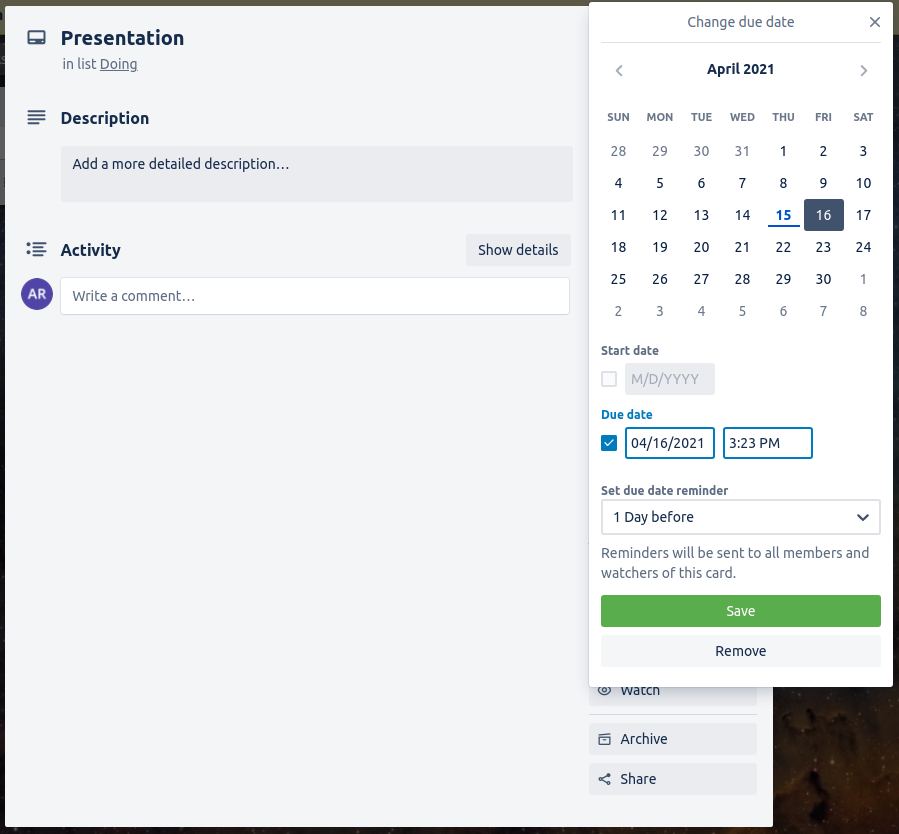 Presentation
in list Doing
Description
Add a more detailed description…
Activity
Show details
AR
Write a comment…
Change due date
April 2021
SUN MON TUE WED THU FRI SAT
28 29 30 31 1 2 3
4 5 6 7 8 9 10
11 12 13 14 15 16 17
18 19 20 21 22 23 24
25 26 27 28 29 30 1
2 3 4 5 6 7 8
Start date
M/D/YYYY
Due date
04/16/2021 3:23 PM
Set due date reminder
1 Day before
Reminders will be sent to all members and
watchers of this card.
Save
Remove
Watch
Archive
Share